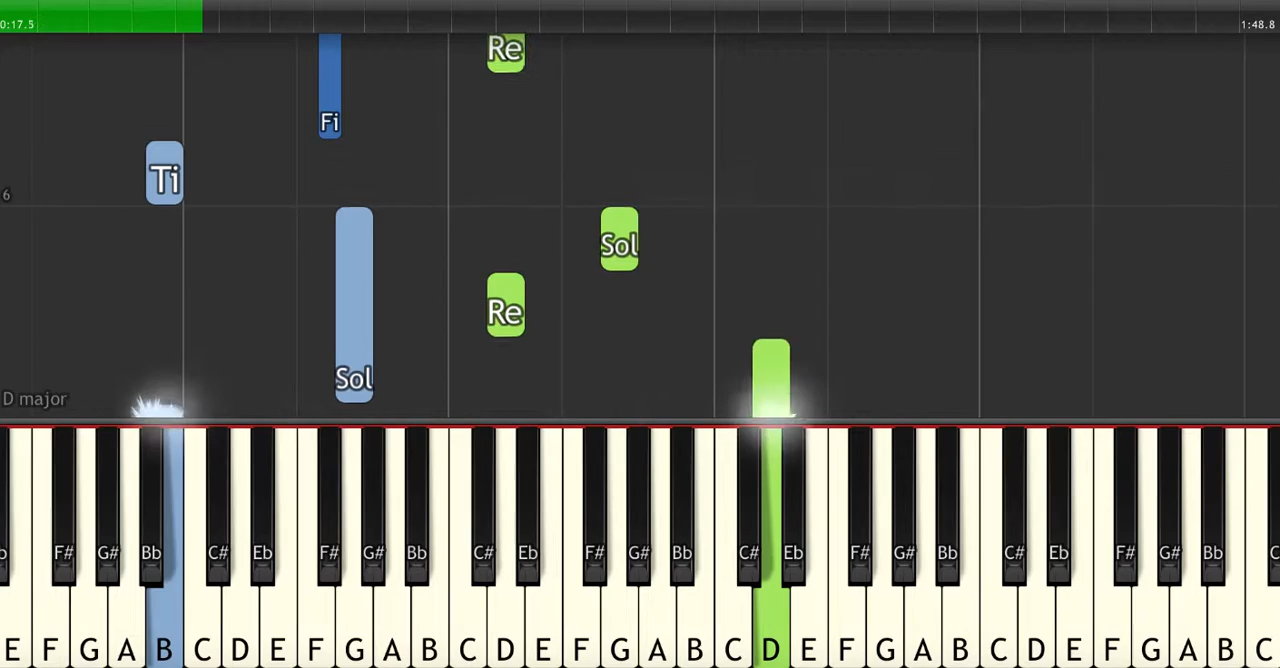 0:17.5 1:48.8
Re
Fi
Ti
6
Sol
Re
Sol
D major
b F# G# Bb C# Eb F# G# Bb C# Eb F# G# Bb C# Eb F# G# Bb C# Eb F# G# Bb C
E F G A B C D E F G A B C D E F G A B C D E F G A B C D E F G A B C